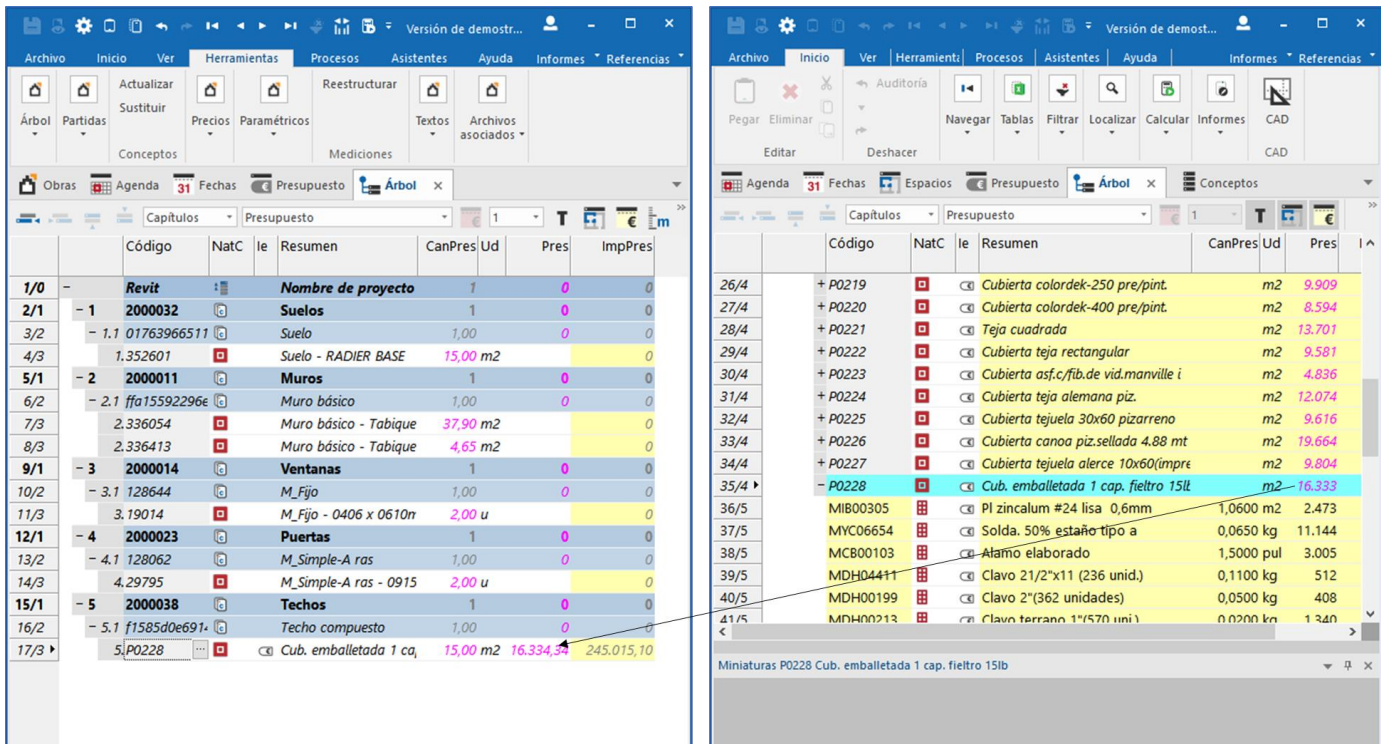 Versión de demostr...
Archivo Inicio Ver Herramientas Procesos Asistentes Ayuda Informes Referencias
Árbol Partidas Actualizar Sustituir Precios Paramétricos Reestructurar Textos Archivos asociados
Conceptos Mediciones
Obras Agenda 31 Fechas Presupuesto Árbol ×
Capítulos Presupuesto 1 T € m »
Código NatC Ie Resumen CanPres Ud Pres ImpPres
1/0 − Revit Nombre de proyecto 1 0 0
2/1 − 1 2000032 Suelos 1 0 0
3/2 − 1.1 01763966511 Suelo 1,00 0 0
4/3 1. 352601 Suelo - RADIER BASE 15,00 m2 0
5/1 − 2 2000011 Muros 1 0 0
6/2 − 2.1 ffa15592296e Muro básico 1,00 0 0
7/3 2. 336054 Muro básico - Tabique 37,90 m2 0
8/3 2. 336413 Muro básico - Tabique 4,65 m2 0
9/1 − 3 2000014 Ventanas 1 0 0
10/2 − 3.1 128644 M_Fijo 1,00 0 0
11/3 3. 19014 M_Fijo - 0406 x 0610m 2,00 u 0
12/1 − 4 2000023 Puertas 1 0 0
13/2 − 4.1 128062 M_Simple-A ras 1,00 0 0
14/3 4. 29795 M_Simple-A ras - 0915 2,00 u 0
15/1 − 5 2000038 Techos 1 0 0
16/2 − 5.1 f1585d0e6914 Techo compuesto 1,00 0 0
17/3 5. P0228 ... Cub. emballetada 1 ca 15,00 m2 16.334,34 245.015,10
Versión de demost...
Archivo Inicio Ver Herramient Procesos Asistentes Ayuda Informes Referencias
Pegar Eliminar Auditoría Navegar Tablas Filtrar Localizar Calcular Informes CAD
Editar Deshacer CAD
Agenda 31 Fechas Espacios Presupuesto Árbol × Conceptos
Capítulos Presupuesto 1 T € »
Código NatC Ie Resumen CanPres Ud Pres I
26/4 + P0219 Cubierta colordek-250 pre/pint. m2 9.909
27/4 + P0220 Cubierta colordek-400 pre/pint. m2 8.594
28/4 + P0221 Teja cuadrada m2 13.701
29/4 + P0222 Cubierta teja rectangular m2 9.581
30/4 + P0223 Cubierta asf.c/fib.de vid.manville i m2 4.836
31/4 + P0224 Cubierta teja alemana piz. m2 12.074
32/4 + P0225 Cubierta tejuela 30x60 pizarreno m2 9.616
33/4 + P0226 Cubierta canoa piz.sellada 4.88 mt m2 19.664
34/4 + P0227 Cubierta tejuela alerce 10x60(impre m2 9.804
35/4 − P0228 Cub. emballetada 1 cap. fieltro 15lb m2 16.333
36/5 MIB00305 Pl zincalum #24 lisa 0,6mm 1,0600 m2 2.473
37/5 MYC06654 Solda. 50% estaño tipo a 0,0650 kg 11.144
38/5 MCB00103 Alamo elaborado 1,5000 pul 3.005
39/5 MDH04411 Clavo 21/2"x11 (236 unid.) 0,1100 kg 512
40/5 MDH00199 Clavo 2"(362 unidades) 0,0500 kg 408
41/5 MDH00213 Clavo terrano 1"(570 uni.) 0,0200 kg 1.340
Miniaturas P0228 Cub. emballetada 1 cap. fieltro 15lb